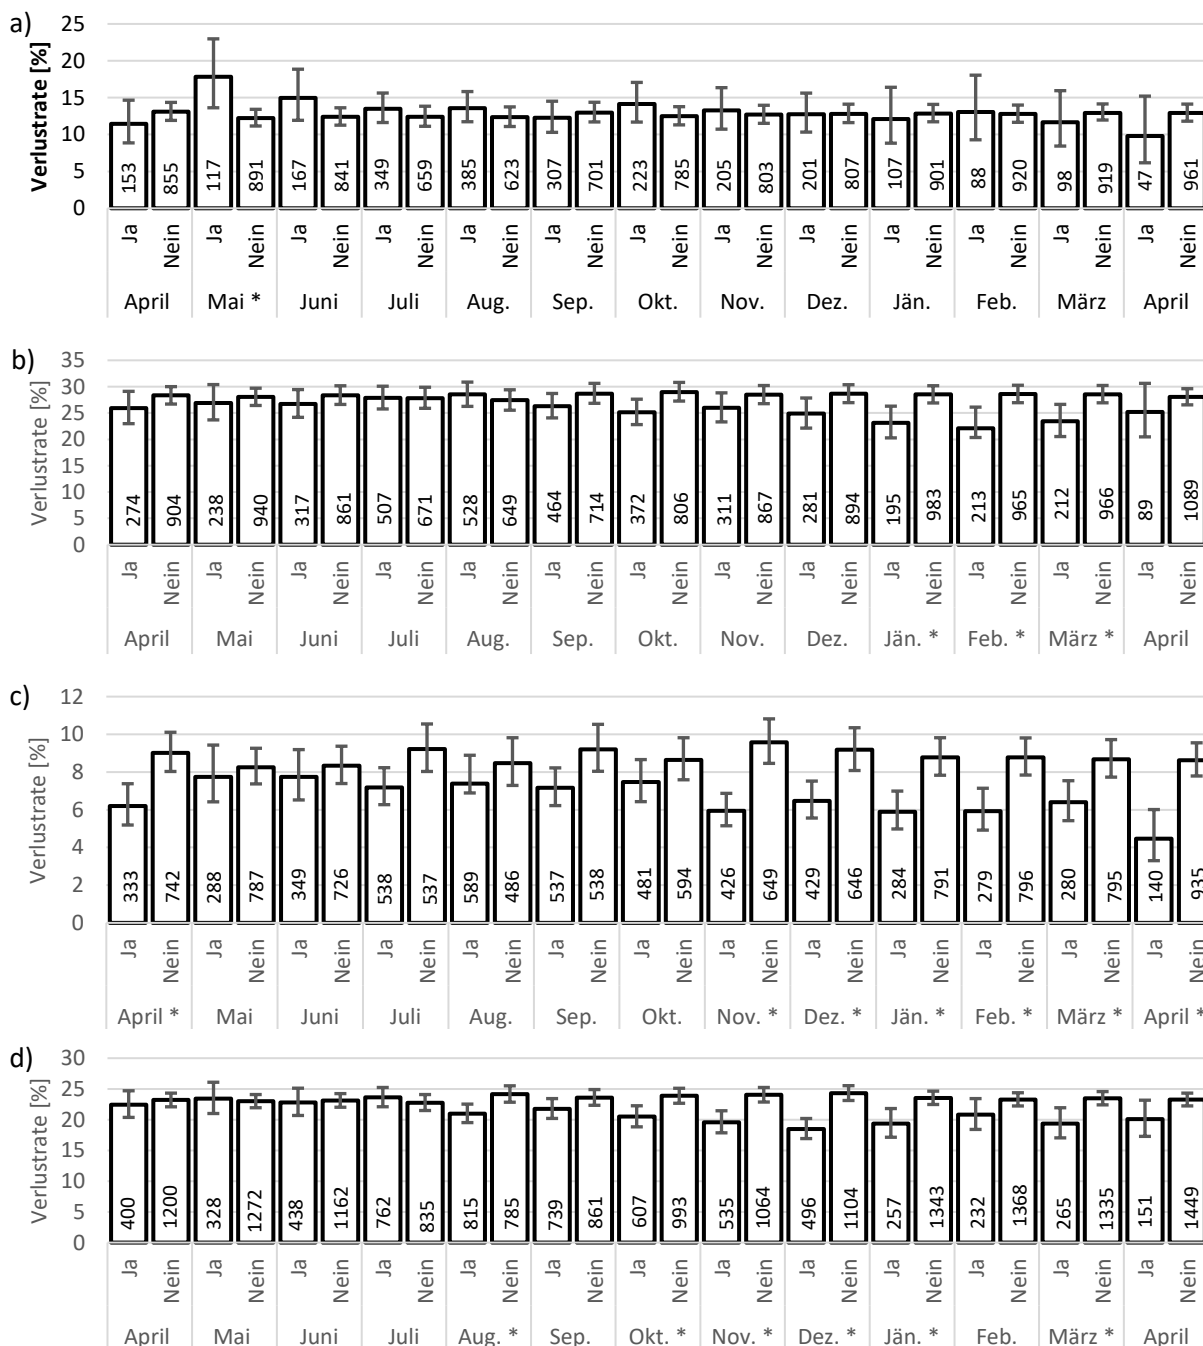 a)
Verlustrate [%]
25
20
15
10
5
0
153 855 117 891 167 841 349 659 385 623 307 701 223 785 205 803 201 807 107 901 88 920 98 919 47 961
Ja Nein Ja Nein Ja Nein Ja Nein Ja Nein Ja Nein Ja Nein Ja Nein Ja Nein Ja Nein Ja Nein Ja Nein Ja Nein
April Mai * Juni Juli Aug. Sep. Okt. Nov. Dez. Jän. Feb. März April
b)
Verlustrate [%]
35
30
25
20
15
10
5
0
274 904 238 940 317 861 507 671 528 649 464 714 372 806 311 867 281 894 195 983 213 965 212 966 89 1089
Ja Nein Ja Nein Ja Nein Ja Nein Ja Nein Ja Nein Ja Nein Ja Nein Ja Nein Ja Nein Ja Nein Ja Nein Ja Nein
April Mai Juni Juli Aug. Sep. Okt. Nov. Dez. Jän. * Feb. * März * April
c)
Verlustrate [%]
12
10
8
6
4
2
0
333 742 288 787 349 726 538 537 589 486 537 538 481 594 426 649 429 646 284 791 279 796 280 795 140 935
Ja Nein Ja Nein Ja Nein Ja Nein Ja Nein Ja Nein Ja Nein Ja Nein Ja Nein Ja Nein Ja Nein Ja Nein Ja Nein
April * Mai Juni Juli Aug. Sep. Okt. Nov. * Dez. * Jän. * Feb. * März * April *
d)
Verlustrate [%]
30
25
20
15
10
5
0
400 1200 328 1272 438 1162 762 835 815 785 739 861 607 993 535 1064 496 1104 257 1343 232 1368 265 1335 151 1449
Ja Nein Ja Nein Ja Nein Ja Nein Ja Nein Ja Nein Ja Nein Ja Nein Ja Nein Ja Nein Ja Nein Ja Nein Ja Nein
April Mai Juni Juli Aug. * Sep. Okt. * Nov. * Dez. * Jän. * Feb. März * April